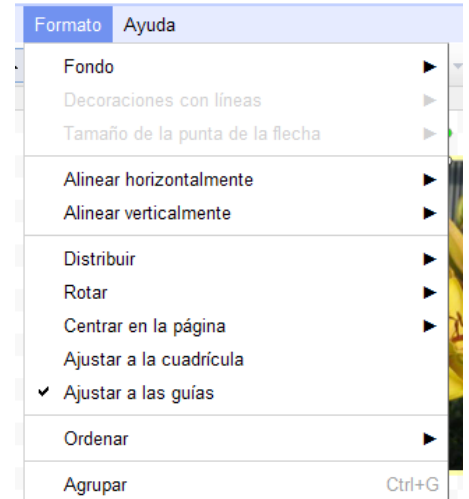 Formato Ayuda
Fondo
Decoraciones con líneas
Tamaño de la punta de la flecha
Alinear horizontalmente
Alinear verticalmente
Distribuir
Rotar
Centrar en la página
Ajustar a la cuadrícula
Ajustar a las guías
Ordenar
Agrupar Ctrl+G